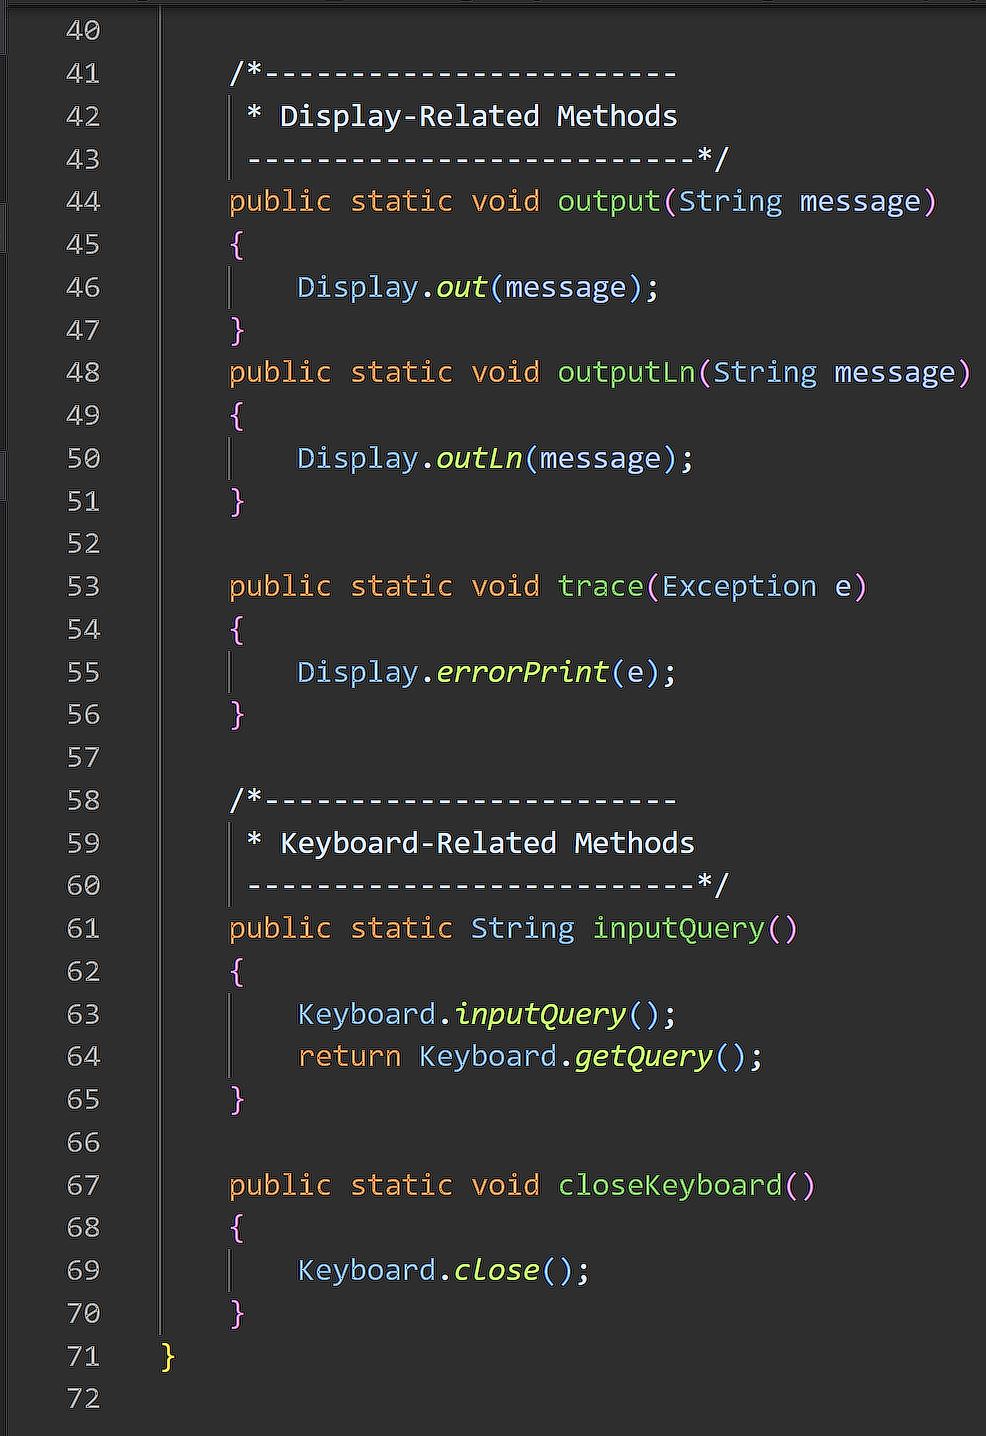 40
41 /*------------------------
42 * Display-Related Methods
43 --------------------------*/
44 public static void output(String message)
45 {
46 Display.out(message);
47 }
48 public static void outputLn(String message)
49 {
50 Display.outLn(message);
51 }
52
53 public static void trace(Exception e)
54 {
55 Display.errorPrint(e);
56 }
57
58 /*------------------------
59 * Keyboard-Related Methods
60 --------------------------*/
61 public static String inputQuery()
62 {
63 Keyboard.inputQuery();
64 return Keyboard.getQuery();
65 }
66
67 public static void closeKeyboard()
68 {
69 Keyboard.close();
70 }
71 }
72